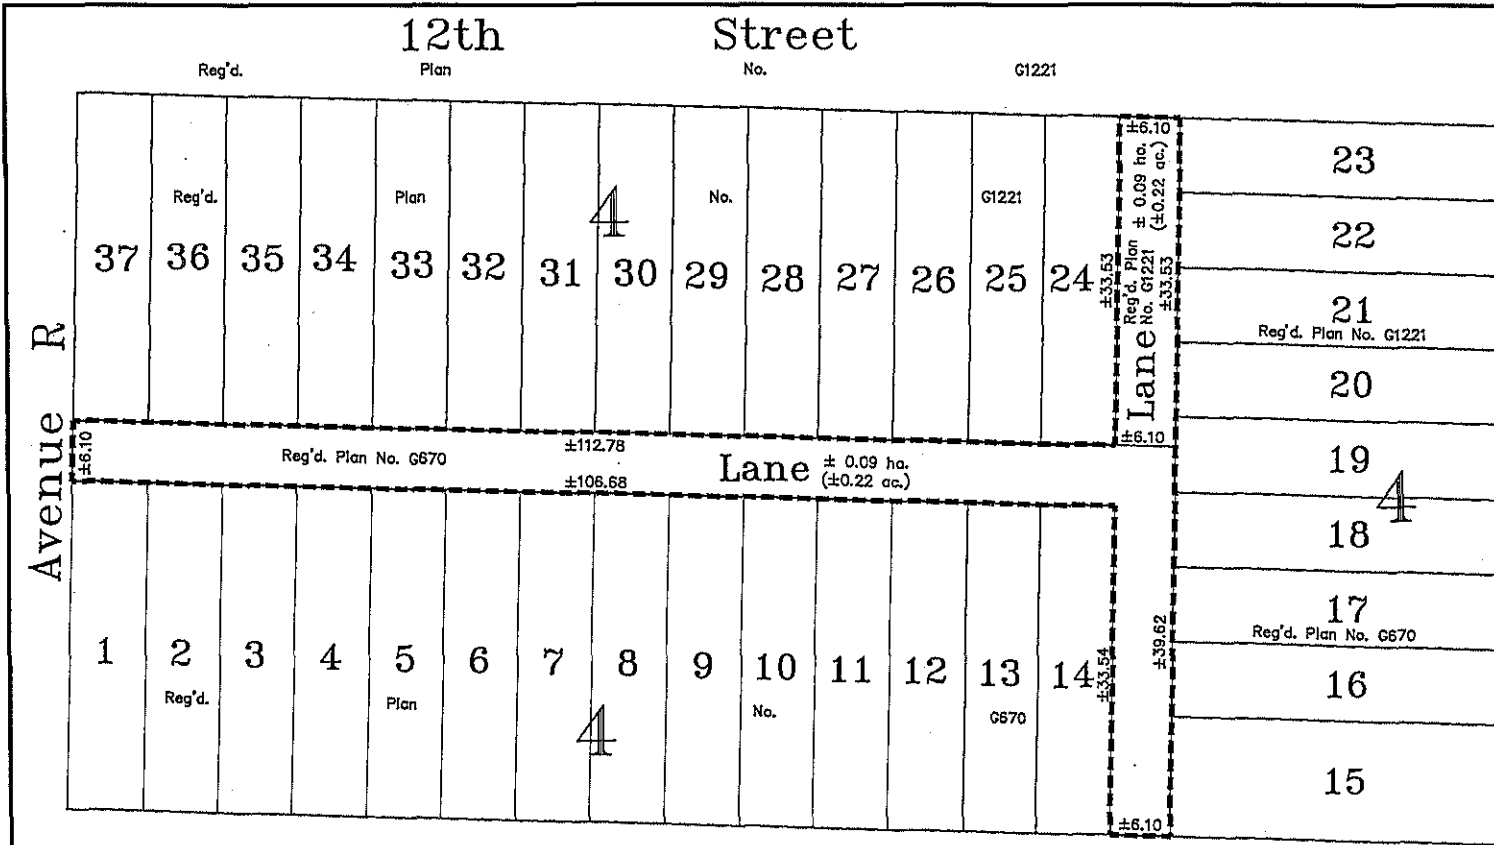 12th Street
Reg'd. Plan No. G1221
±6.10
± 0.09 ha.
(±0.22 ac.)
Reg'd. Plan
No. G1221
Lane
±33.53
±33.53
±6.10
Reg'd. Plan No. G1221
4
37 36 35 34 33 32 31 30 29 28 27 26 25 24
23
22
21
Reg'd. Plan No. G1221
20
19
4
18
17
Reg'd. Plan No. G670
16
15
Avenue R
±6.10
Reg'd. Plan No. G670
±112.78
±106.68
Lane
± 0.09 ha.
(±0.22 ac.)
1 2 3 4 5 6 7 8 9 10 11 12 13 14
Reg'd. Plan No. G670
4
±33.54
±39.62
±6.10